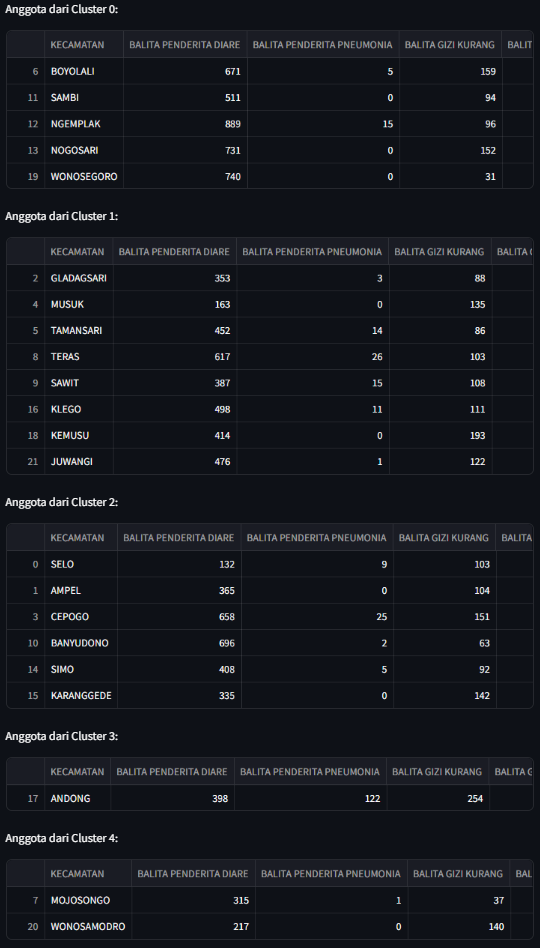 Anggota dari Cluster 0:
KECAMATAN BALITA PENDERITA DIARE BALITA PENDERITA PNEUMONIA BALITA GIZI KURANG BALIT
6 BOYOLALI 671 5 159
11 SAMBI 511 0 94
12 NGEMPLAK 889 15 96
13 NOGOSARI 731 0 152
19 WONOSEGORO 740 0 31
Anggota dari Cluster 1:
KECAMATAN BALITA PENDERITA DIARE BALITA PENDERITA PNEUMONIA BALITA GIZI KURANG BALITA
2 GLADAGSARI 353 3 88
4 MUSUK 163 0 135
5 TAMANSARI 452 14 86
8 TERAS 617 26 103
9 SAWIT 387 15 108
16 KLEGO 498 11 111
18 KEMUSU 414 0 193
21 JUWANGI 476 1 122
Anggota dari Cluster 2:
KECAMATAN BALITA PENDERITA DIARE BALITA PENDERITA PNEUMONIA BALITA GIZI KURANG BALITA
0 SELO 132 9 103
1 AMPEL 365 0 104
3 CEPOGO 658 25 151
10 BANYUDONO 696 2 63
14 SIMO 408 5 92
15 KARANGGEDE 335 0 142
Anggota dari Cluster 3:
KECAMATAN BALITA PENDERITA DIARE BALITA PENDERITA PNEUMONIA BALITA GIZI KURANG BALITA G
17 ANDONG 398 122 254
Anggota dari Cluster 4:
KECAMATAN BALITA PENDERITA DIARE BALITA PENDERITA PNEUMONIA BALITA GIZI KURANG BAL
7 MOJOSONGO 315 1 37
20 WONOSAMODRO 217 0 140